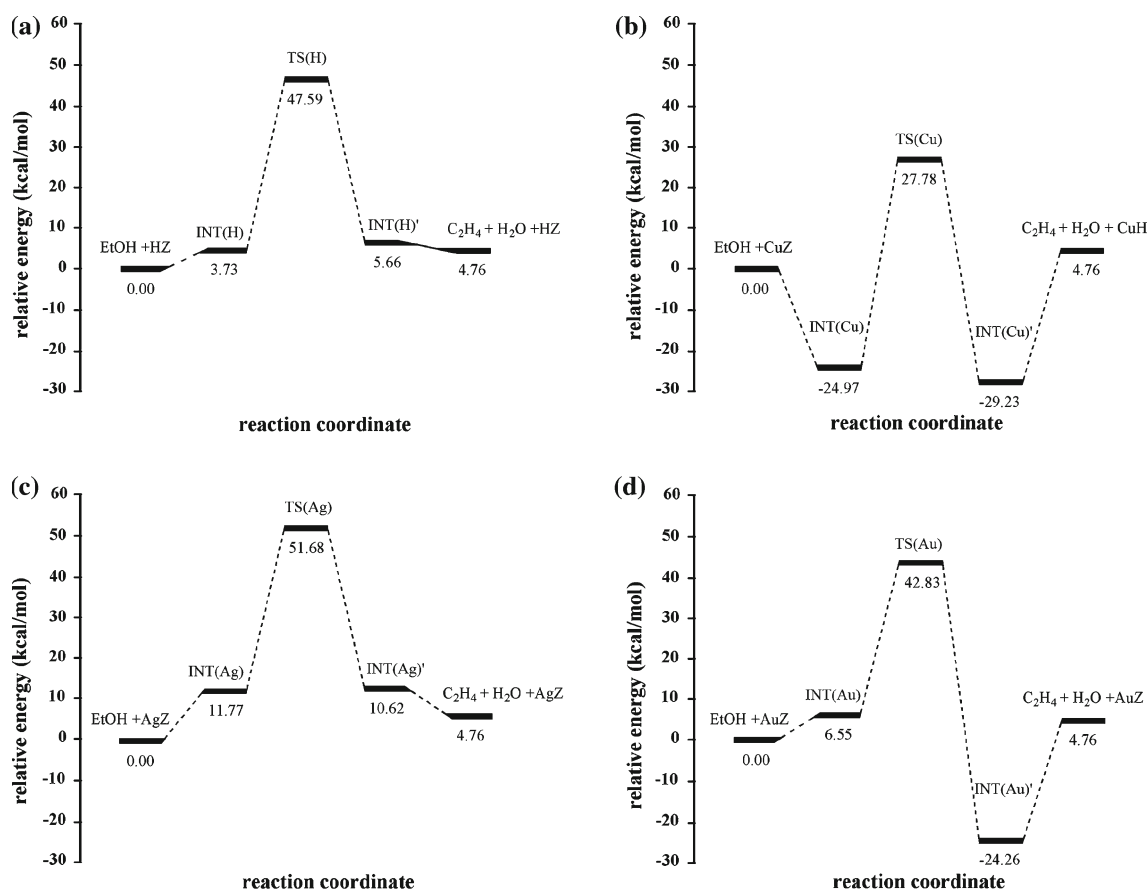 (a)
60
50
40
30
20
10
0
-10
-20
-30
relative energy (kcal/mol)
TS(H)
47.59
INT(H)
3.73
EtOH +HZ
0.00
INT(H)'
5.66
C₂H₄ + H₂O +HZ
4.76
reaction coordinate
(b)
60
50
40
30
20
10
0
-10
-20
-30
relative energy (kcal/mol)
TS(Cu)
27.78
EtOH +CuZ
0.00
INT(Cu)
-24.97
INT(Cu)'
-29.23
C₂H₄ + H₂O + CuH
4.76
reaction coordinate
(c)
60
50
40
30
20
10
0
-10
-20
-30
relative energy (kcal/mol)
TS(Ag)
51.68
INT(Ag)
11.77
EtOH +AgZ
0.00
INT(Ag)'
10.62
C₂H₄ + H₂O +AgZ
4.76
reaction coordinate
(d)
60
50
40
30
20
10
0
-10
-20
-30
relative energy (kcal/mol)
TS(Au)
42.83
INT(Au)
6.55
EtOH +AuZ
0.00
INT(Au)'
-24.26
C₂H₄ + H₂O +AuZ
4.76
reaction coordinate